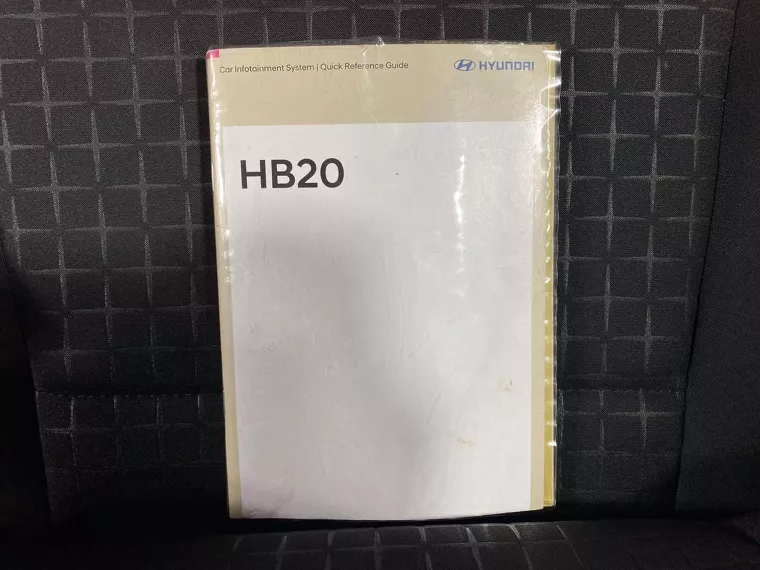 Car Infotainment System | Quick Reference Guide
HYUNDAI
HB20